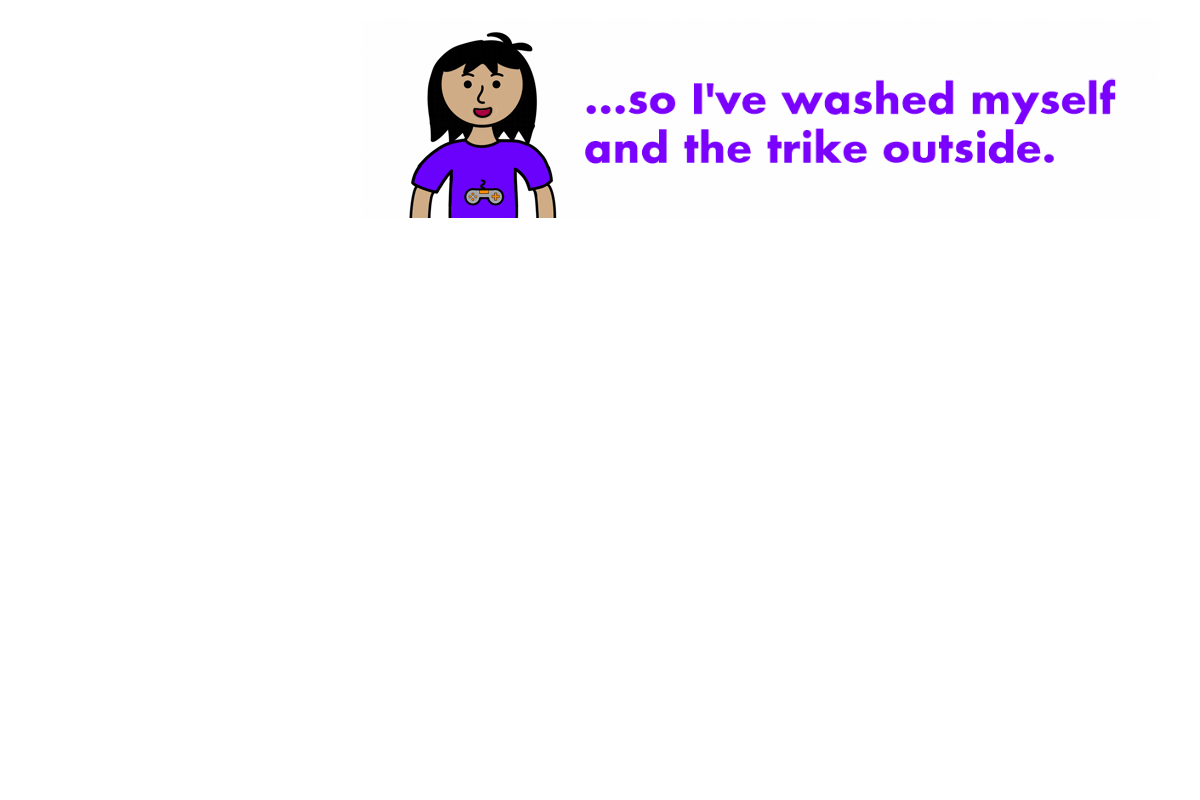 ...so I've washed myself
and the trike outside.